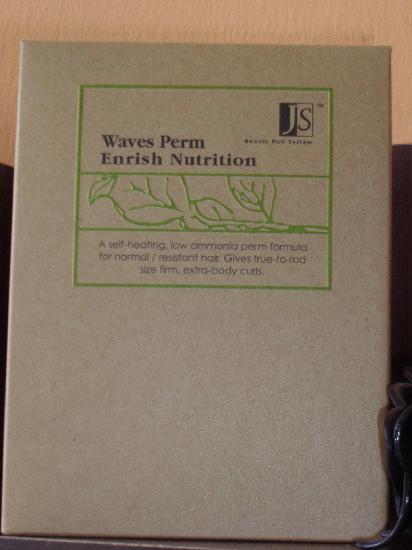 JS™
Beauty Hair System
Waves Perm
Enrish Nutrition
A self-heating, low ammonia perm formula
for normal / resistant hair. Gives true-to-rod
size firm, extra-body curls.